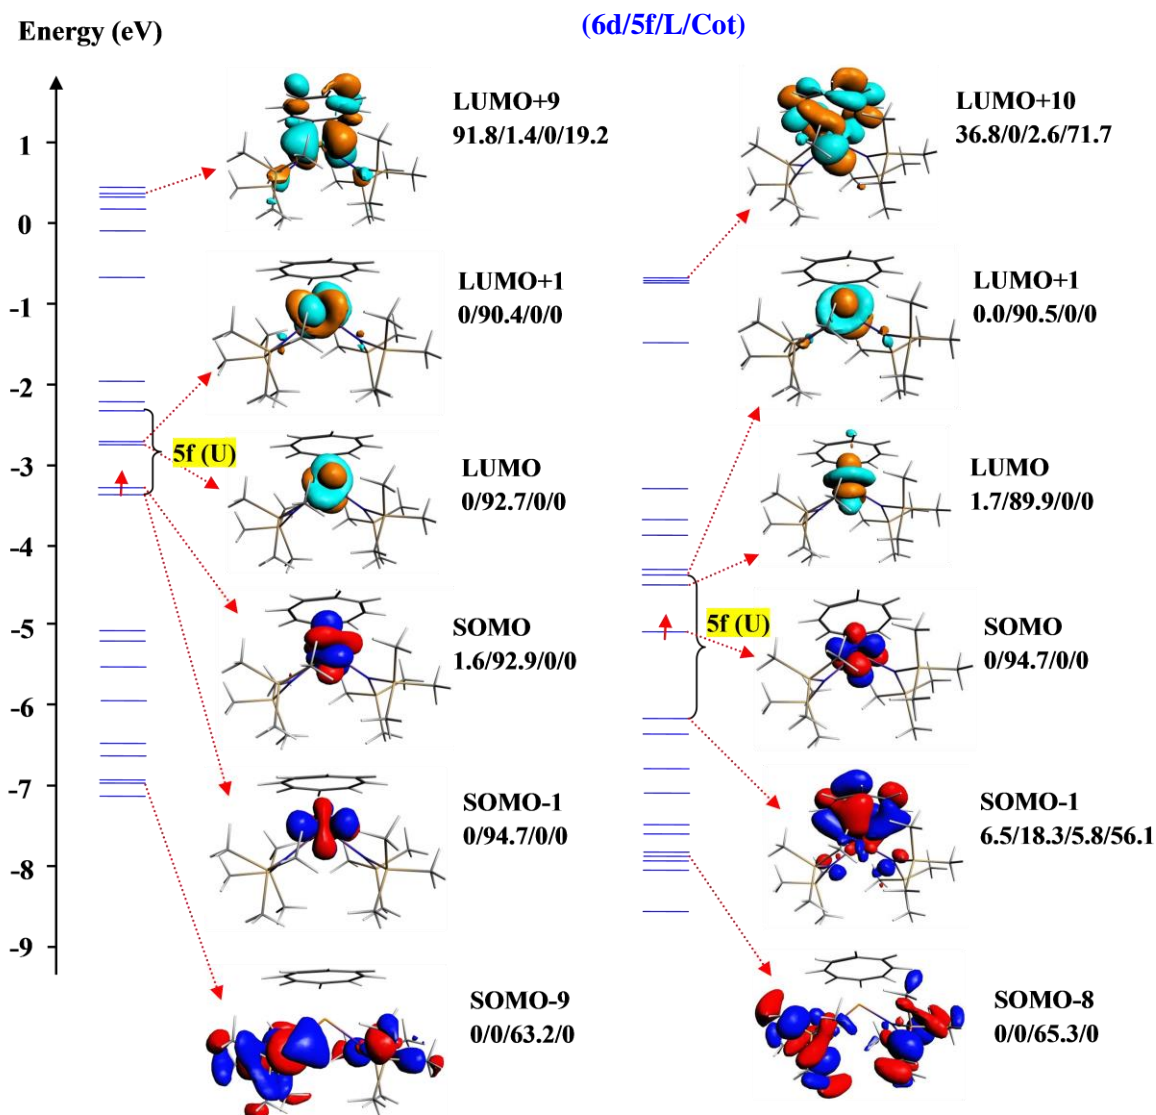 Energy (eV)
(6d/5f/L/Cot)
1
0
-1
-2
-3
-4
-5
-6
-7
-8
-9
LUMO+9
91.8/1.4/0/19.2
LUMO+1
0/90.4/0/0
5f (U)
LUMO
0/92.7/0/0
SOMO
1.6/92.9/0/0
SOMO-1
0/94.7/0/0
SOMO-9
0/0/63.2/0
LUMO+10
36.8/0/2.6/71.7
LUMO+1
0.0/90.5/0/0
LUMO
1.7/89.9/0/0
5f (U)
SOMO
0/94.7/0/0
SOMO-1
6.5/18.3/5.8/56.1
SOMO-8
0/0/65.3/0